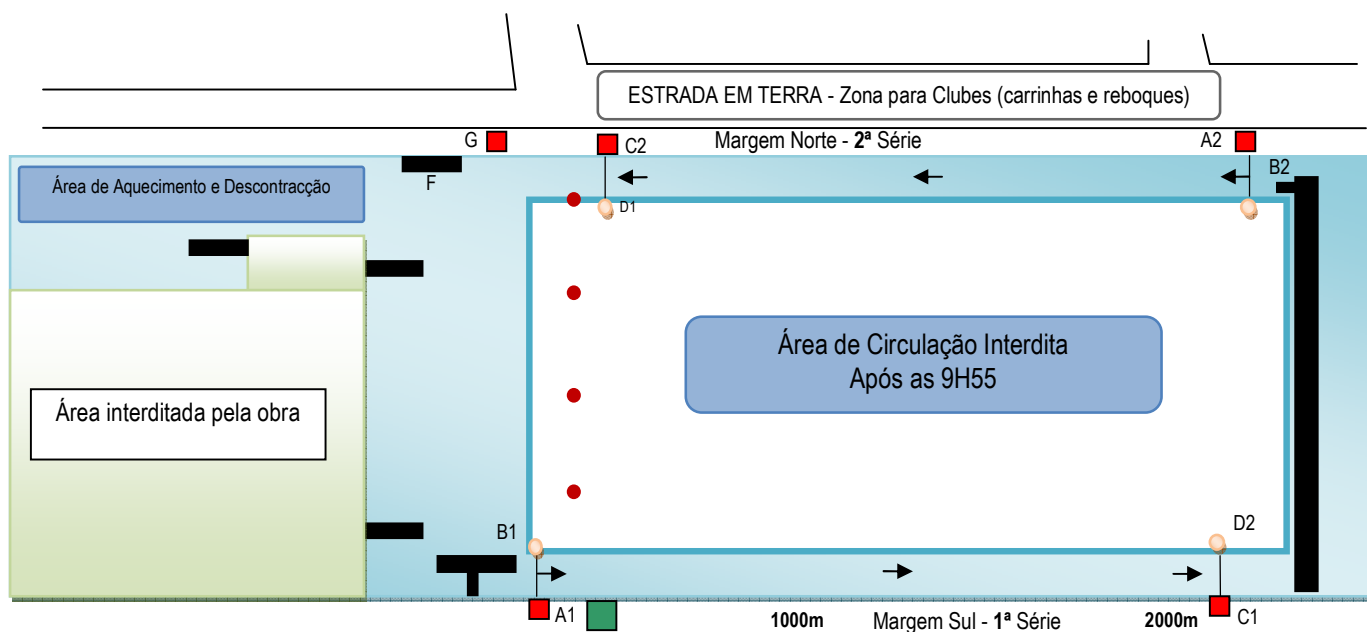 ESTRADA EM TERRA - Zona para Clubes (carrinhas e reboques)
G
C2
Margem Norte - 2ª Série
A2
Área de Aquecimento e Descontracção
F
B2
D1
Área de Circulação Interdita
Após as 9H55
Área interditada pela obra
B1
D2
A1
1000m
Margem Sul - 1ª Série
2000m
C1